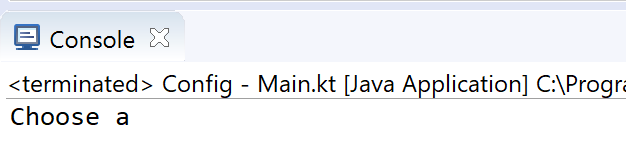 Console
<terminated> Config - Main.kt [Java Application] C:\Progra
Choose a